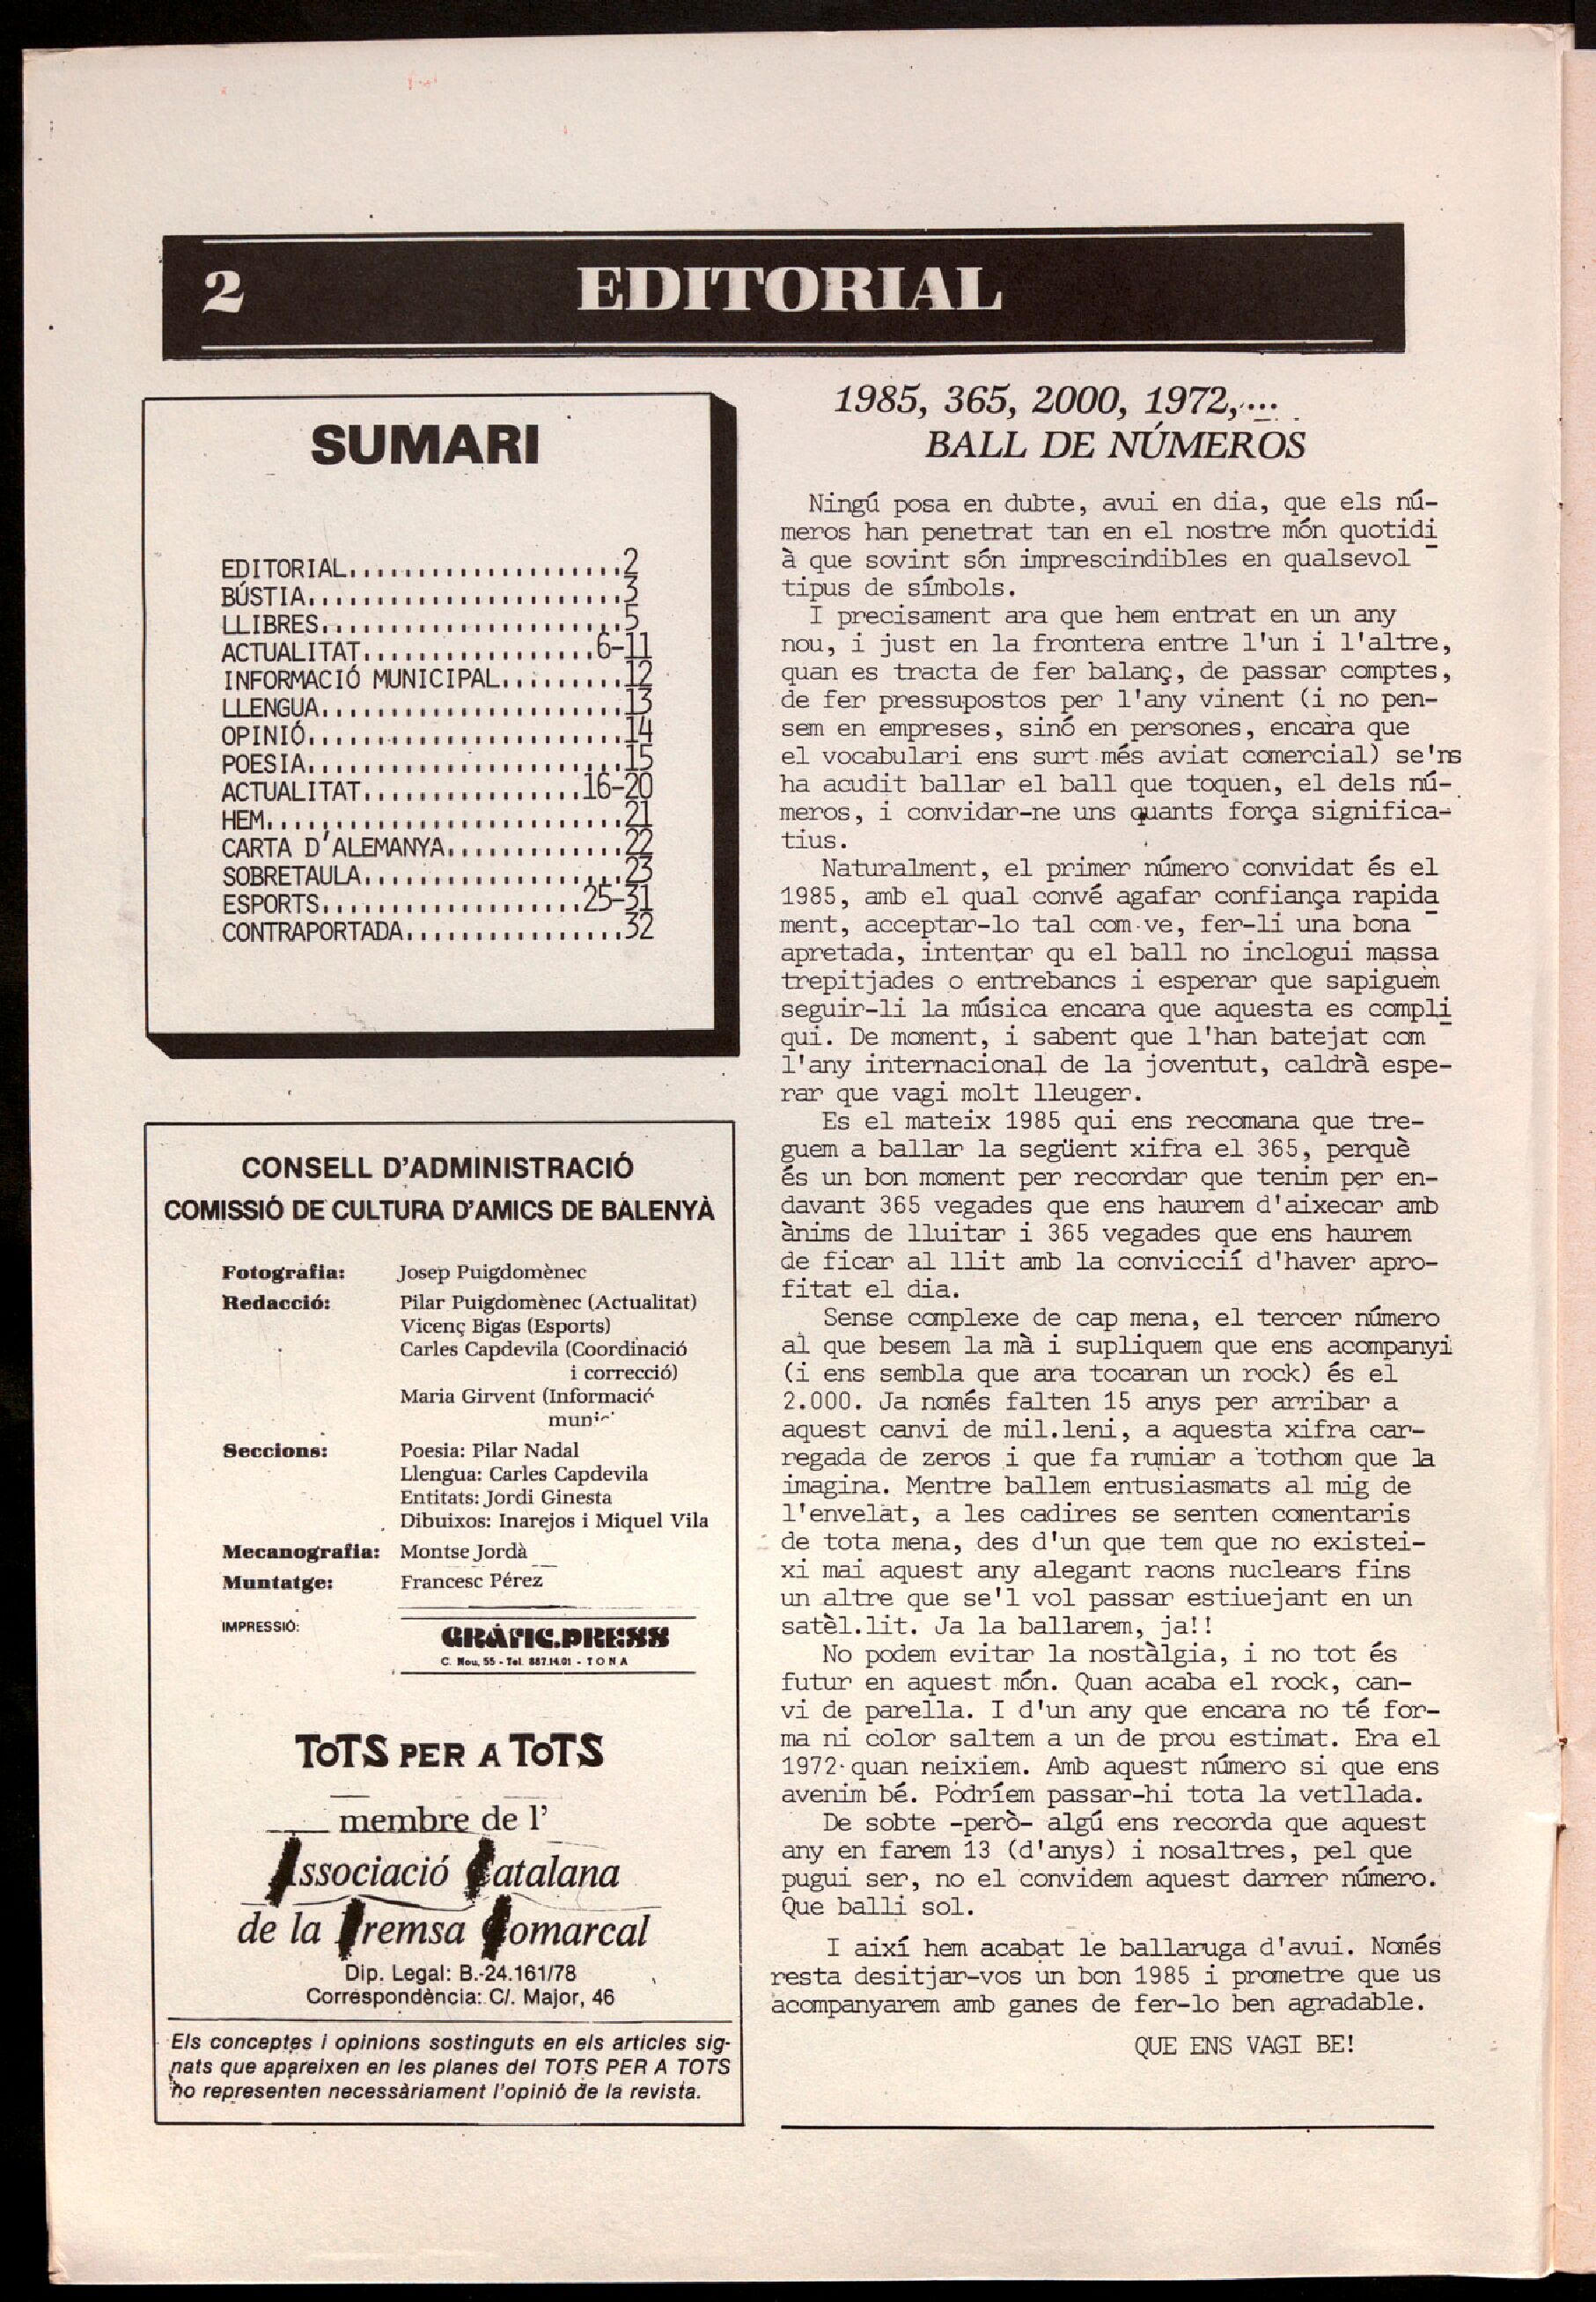 2 EDITORIAL
SUMARI
EDITORIAL.....................2
BÚSTIA........................3
LLIBRES.......................5
ACTUALITAT.................6-11
INFORMACIÓ MUNICIPAL.........12
LLENGUA......................13
OPINIÓ.......................14
POESIA.......................15
ACTUALITAT................16-20
HEM..........................21
CARTA D'ALEMANYA.............22
SOBRETAULA...................23
ESPORTS...................25-31
CONTRAPORTADA................32
CONSELL D'ADMINISTRACIÓ
COMISSIÓ DE CULTURA D'AMICS DE BALENYÀ
Fotografia: Josep Puigdomènec
Redacció: Pilar Puigdomènec (Actualitat)
Vicenç Bigas (Esports)
Carles Capdevila (Coordinació
i correcció)
Maria Girvent (Informació
Seccions: Poesia: Pilar Nadal
Llengua: Carles Capdevila
Entitats: Jordi Ginesta
Dibuixos: Inarejos i Miquel Vila
Mecanografia: Montse Jordà
Muntatge: Francesc Pérez
IMPRESSIÓ: GRÀFIC.PRESS
C. Nou, 55 - Tel. 887.14.01 - TONA
TOTS PER A TOTS
membre de l'
Associació Catalana
de la Premsa Comarcal
Dip. Legal: B.-24.161/78
Correspondència: C/. Major, 46
Els conceptes i opinions sostinguts en els articles sig-
nats que apareixen en les planes del TOTS PER A TOTS
no representen necessàriament l'opinió de la revista.
1985, 365, 2000, 1972,...
BALL DE NÚMEROS
Ningú posa en dubte, avui en dia, que els nú-
meros han penetrat tan en el nostre món quotidi
à que sovint són imprescindibles en qualsevol
tipus de símbols.
I precisament ara que hem entrat en un any
nou, i just en la frontera entre l'un i l'altre,
quan es tracta de fer balanç, de passar comptes,
de fer pressupostos per l'any vinent (i no pen-
sem en empreses, sinó en persones, encara que
el vocabulari ens surt més aviat comercial) se'ns
ha acudit ballar el ball que toquen, el dels nú-
meros, i convidar-ne uns quants força significa-
tius.
Naturalment, el primer número convidat és el
1985, amb el qual convé agafar confiança rapida
ment, acceptar-lo tal com ve, fer-li una bona
apretada, intentar qu el ball no inclogui massa
trepitjades o entrebancs i esperar que sapiguem
seguir-li la música encara que aquesta es compli
qui. De moment, i sabent que l'han batejat com
l'any internacional de la joventut, caldrà espe-
rar que vagi molt lleuger.
Es el mateix 1985 qui ens recomana que tre-
guem a ballar la següent xifra el 365, perquè
és un bon moment per recordar que tenim per en-
davant 365 vegades que ens haurem d'aixecar amb
ànims de lluitar i 365 vegades que ens haurem
de ficar al llit amb la conviccií d'haver apro-
fitat el dia.
Sense complexe de cap mena, el tercer número
al que besem la mà i supliquem que ens acompanyi
(i ens sembla que ara tocaran un rock) és el
2.000. Ja només falten 15 anys per arribar a
aquest canvi de mil.leni, a aquesta xifra car-
regada de zeros i que fa rumiar a tothom que la
imagina. Mentre ballem entusiasmats al mig de
l'envelat, a les cadires se senten comentaris
de tota mena, des d'un que tem que no existei-
xi mai aquest any alegant raons nuclears fins
un altre que se'l vol passar estiuejant en un
satèl.lit. Ja la ballarem, ja!!
No podem evitar la nostàlgia, i no tot és
futur en aquest món. Quan acaba el rock, can-
vi de parella. I d'un any que encara no té for-
ma ni color saltem a un de prou estimat. Era el
1972 quan neixiem. Amb aquest número si que ens
avenim bé. Podríem passar-hi tota la vetllada.
De sobte -però- algú ens recorda que aquest
any en farem 13 (d'anys) i nosaltres, pel que
pugui ser, no el convidem aquest darrer número.
Que balli sol.
I així hem acabat le ballaruga d'avui. Només
resta desitjar-vos un bon 1985 i prometre que us
acompanyarem amb ganes de fer-lo ben agradable.
QUE ENS VAGI BE!